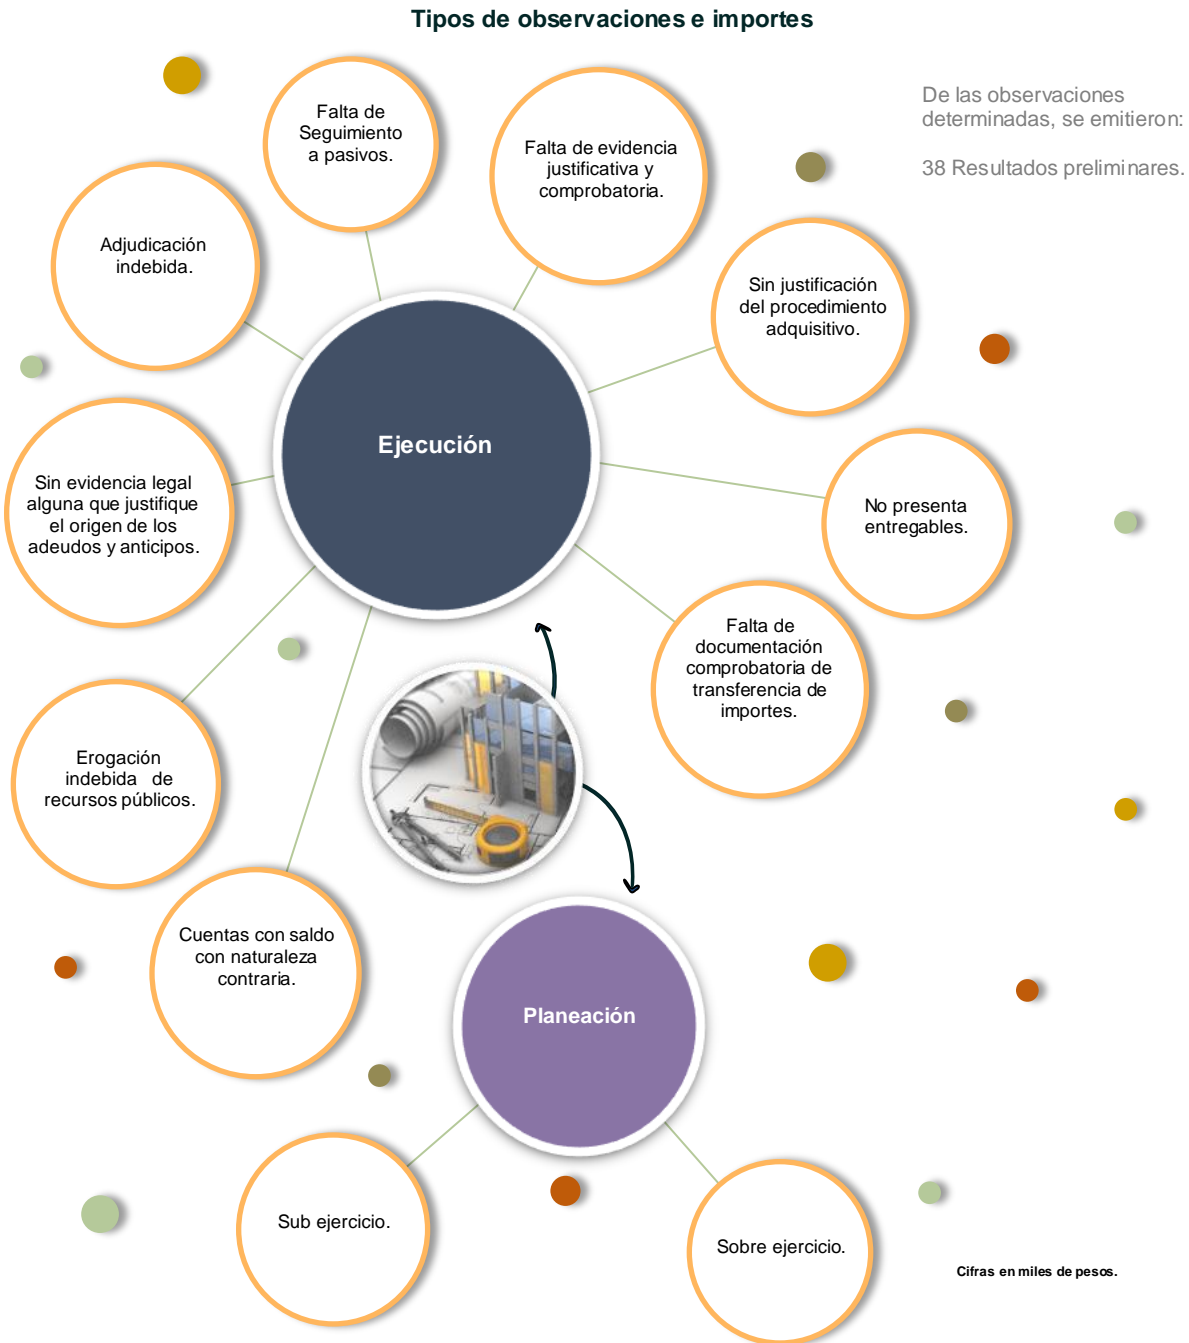 Tipos de observaciones e importes
De las observaciones
determinadas, se emitieron:
38 Resultados preliminares.
Falta de
Seguimiento
a pasivos.
Falta de evidencia
justificativa y
comprobatoria.
Adjudicación
indebida.
Sin justificación
del procedimiento
adquisitivo.
Ejecución
Sin evidencia legal
alguna que justifique
el origen de los
adeudos y anticipos.
No presenta
entregables.
Falta de
documentación
comprobatoria de
transferencia de
importes.
Erogación
indebida de
recursos públicos.
Cuentas con saldo
con naturaleza
contraria.
Planeación
Sub ejercicio.
Sobre ejercicio.
Cifras en miles de pesos.